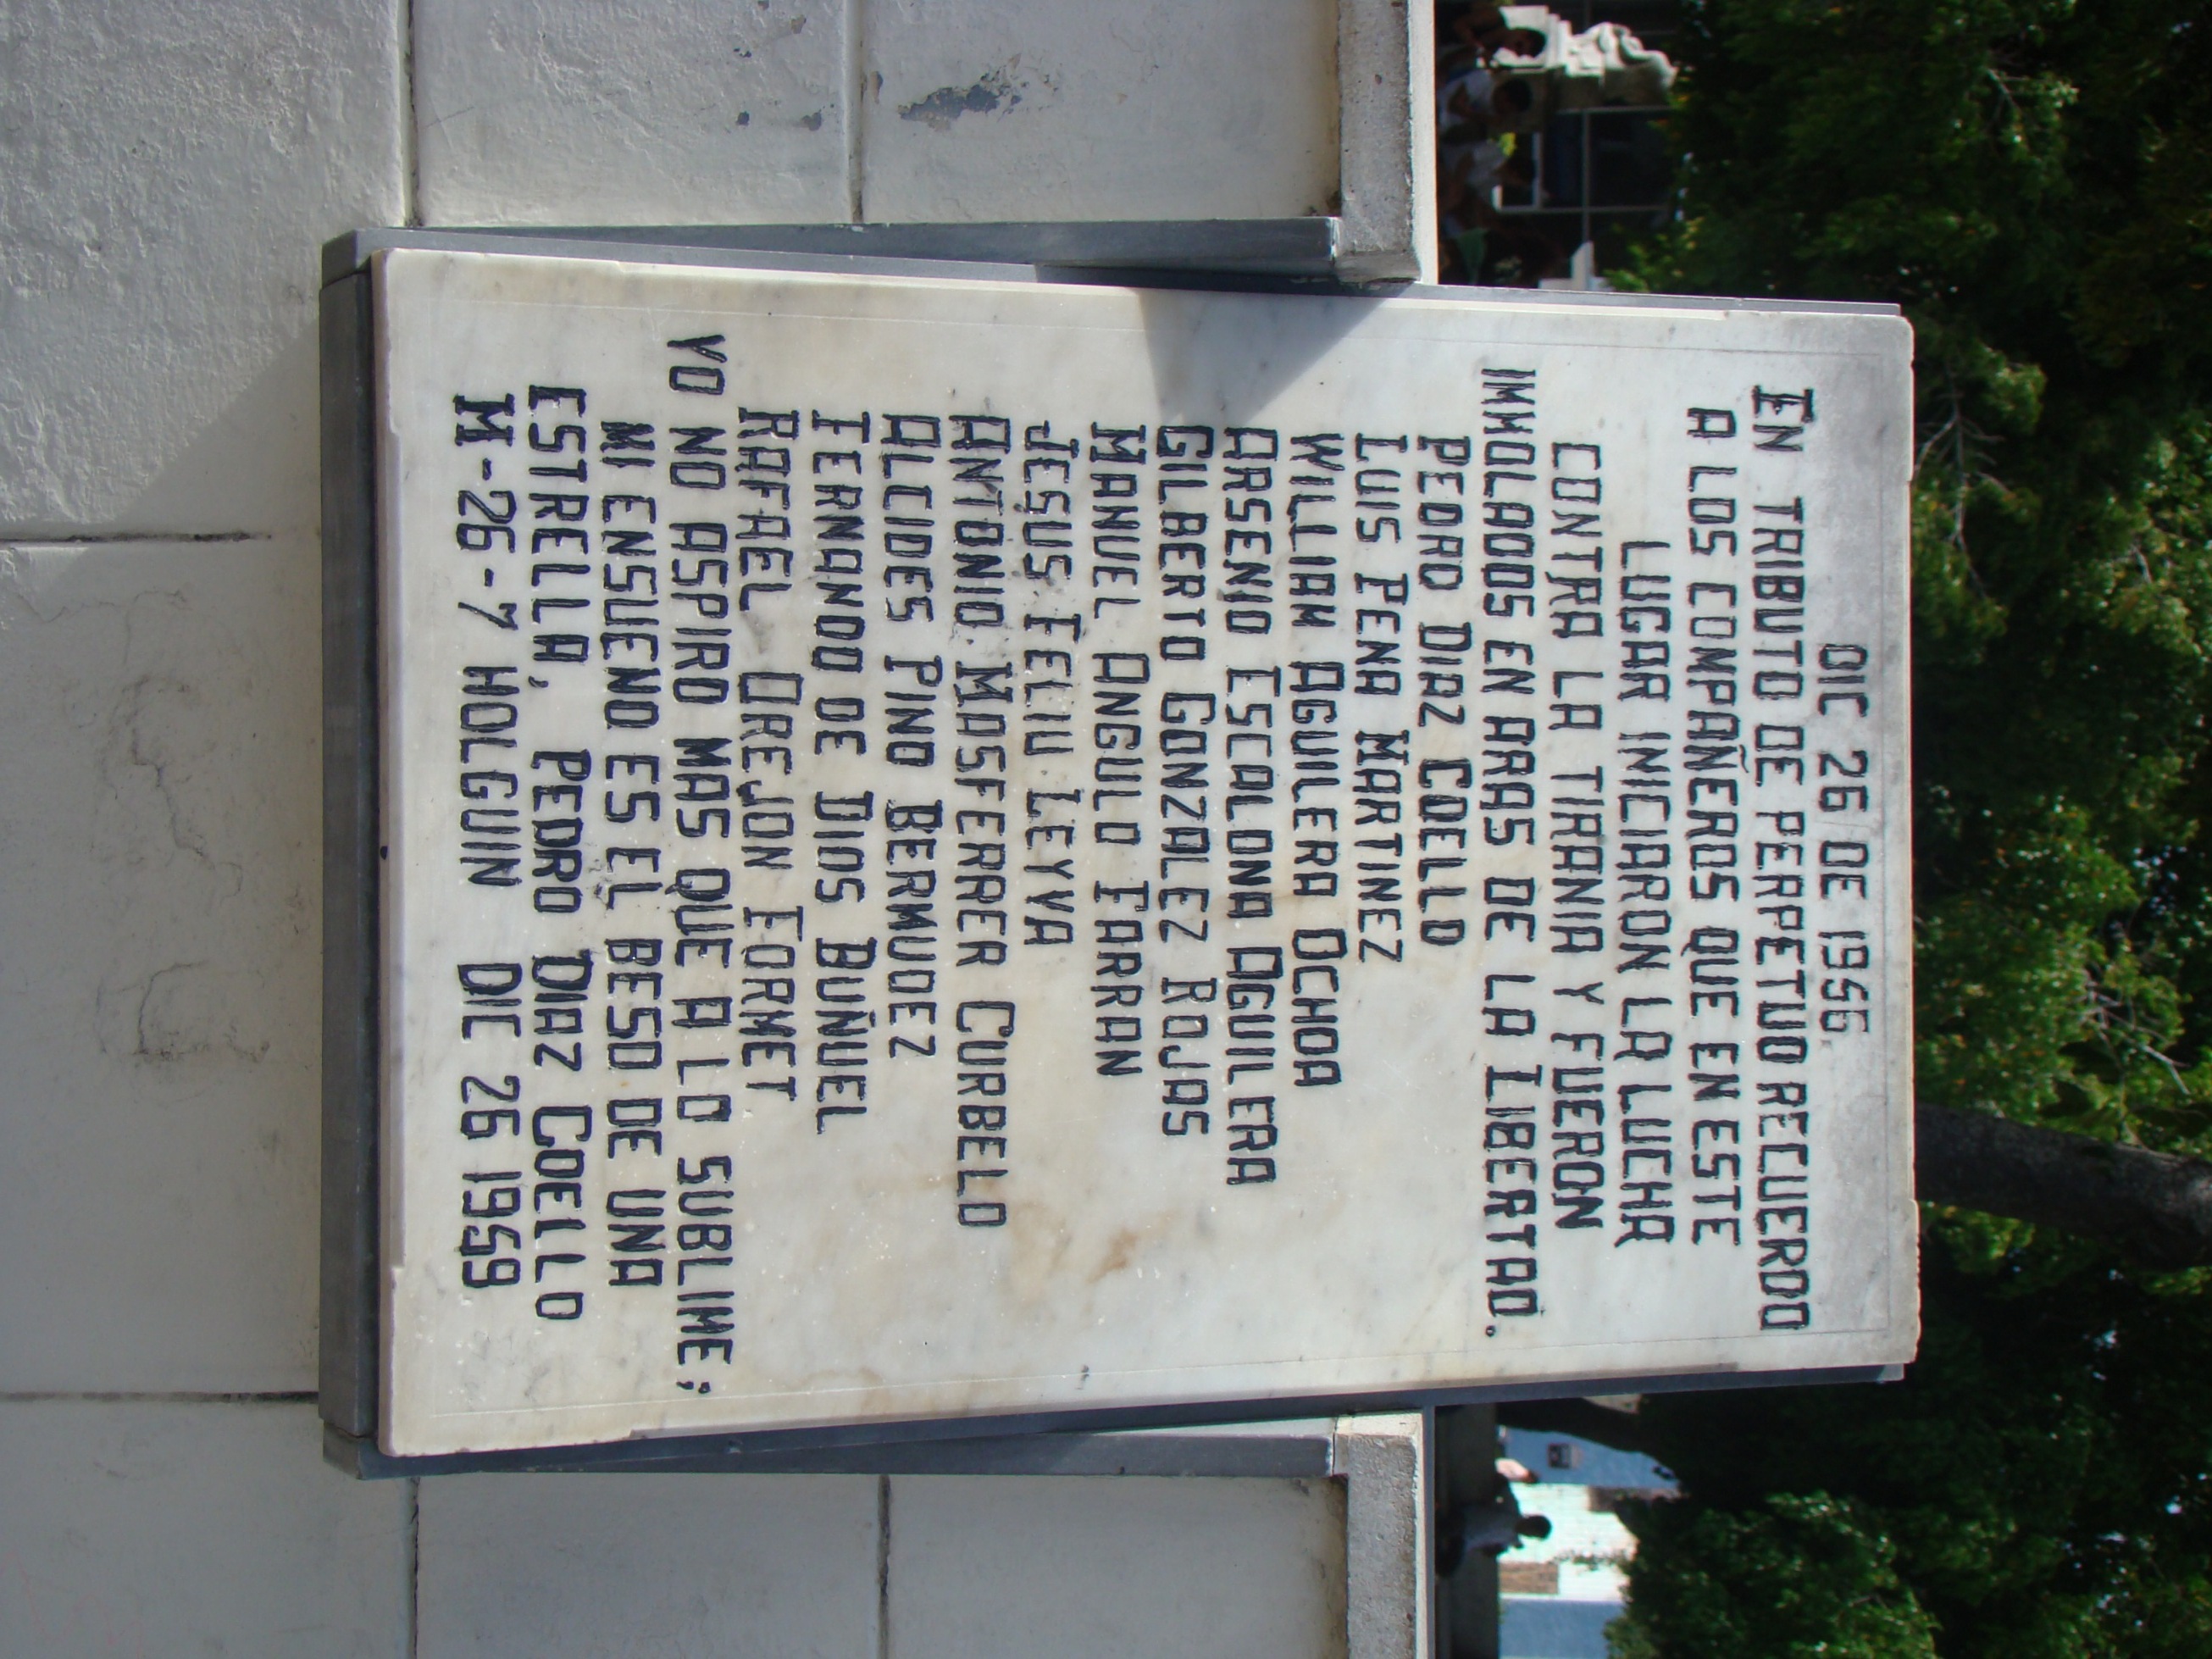 DIC 26 DE 1956.
EN TRIBUTO DE PERPETUO RECUERDO
A LOS COMPAÑEROS QUE EN ESTE
LUGAR INICIARON LA LUCHA
CONTRA LA TIRANIA Y FUERON
IMMOLADOS EN ARAS DE LA LIBERTAD.
PEDRO DIAZ COELLO
LUIS PENA MARTINEZ
WILLIAM AGUILERA OCHOA
ARSENIO ESCALONA AGUILERA
GILBERTO GONZALEZ ROJAS
MANUEL ANGULO FARRAN
JESUS FELIU LEYVA
ANTONIO MASFERRER CURBELO
ALCIDES PINO BERMUDEZ
FERNANDO DE DIOS BUÑUEL
RAFAEL OREJON FORMET
YO NO ASPIRO MAS QUE A LO SUBLIME;
MI ENSUENO ES EL BESO DE UNA
ESTRELLA, PEDRO DIAZ COELLO
M-26-7 HOLGUIN DIC 26 1959